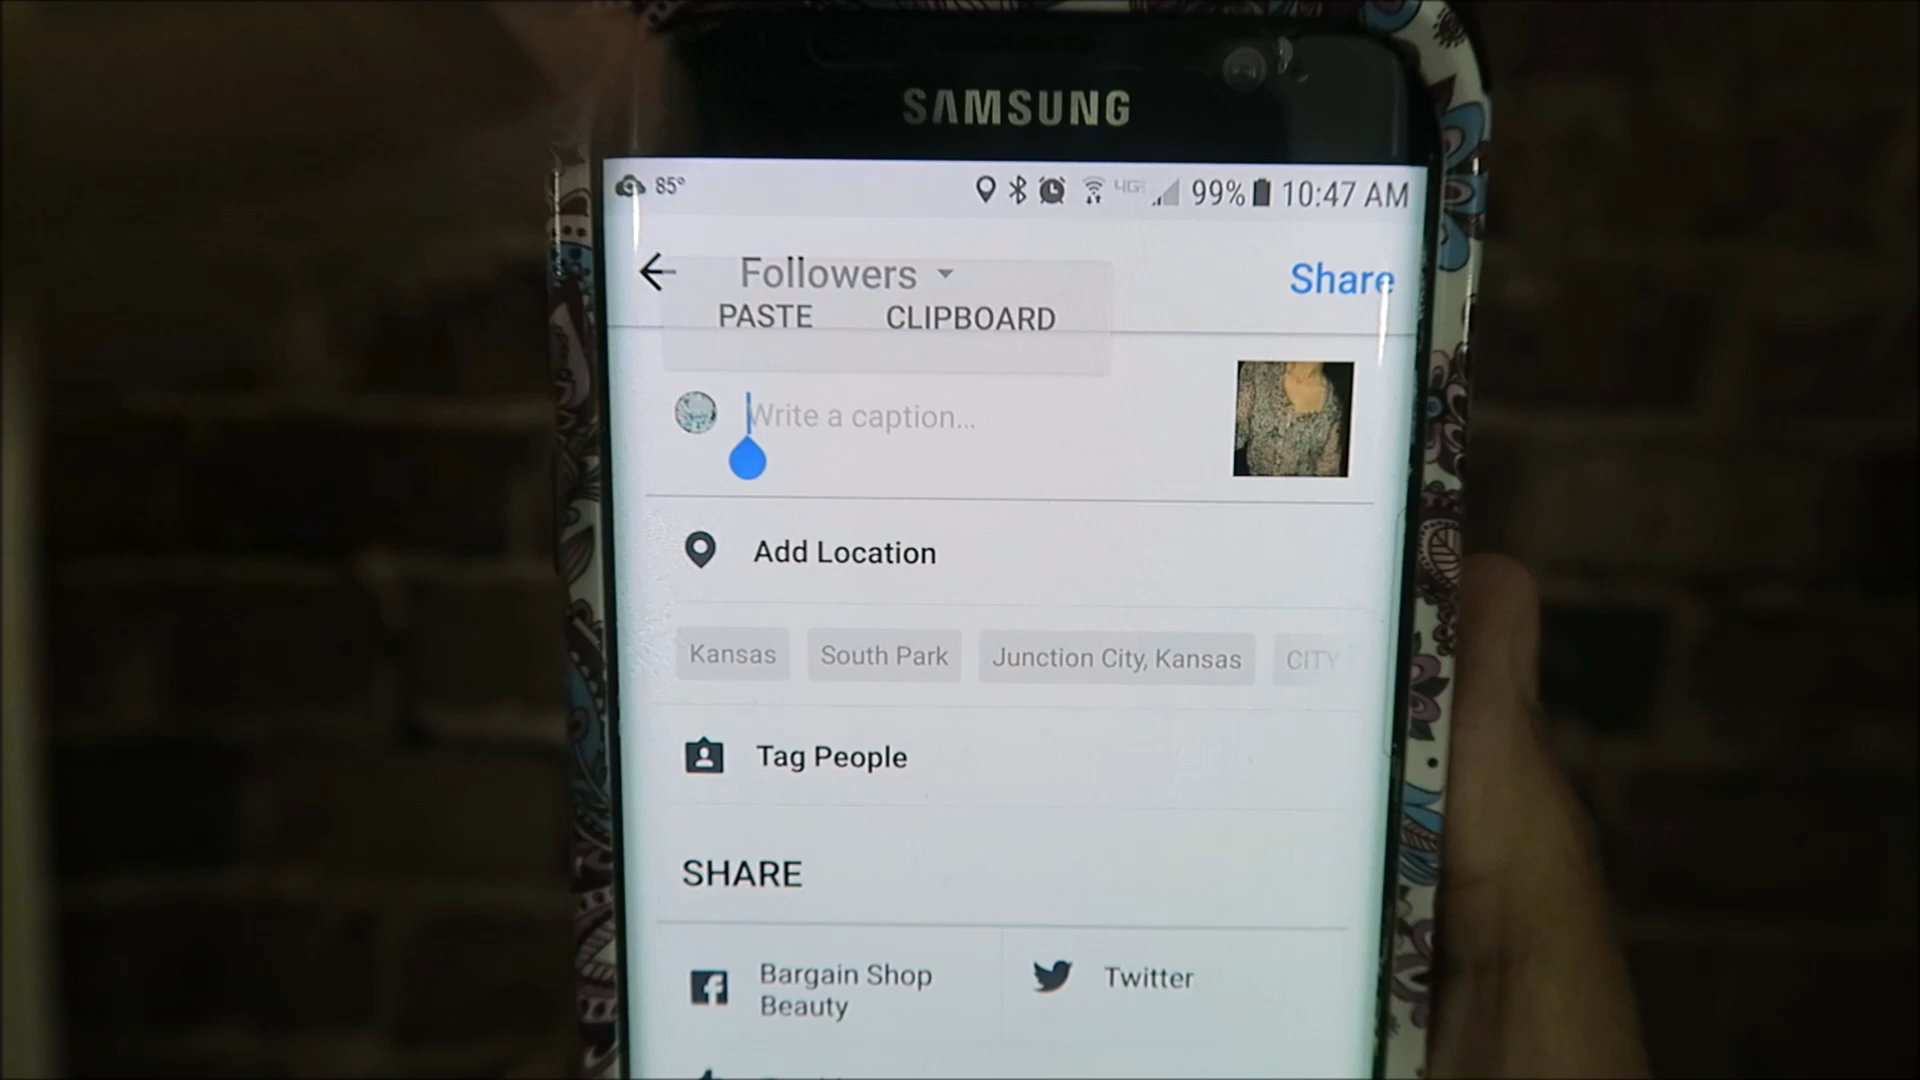 SAMSUNG
85° 4G 99% 10:47 AM
Followers Share
PASTE CLIPBOARD
Write a caption...
Add Location
Kansas South Park Junction City, Kansas CITY
Tag People
SHARE
Bargain Shop Twitter
Beauty